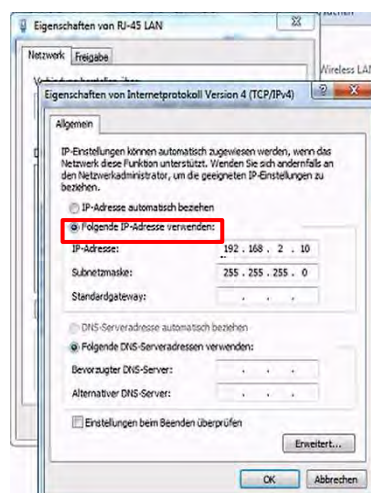 Eigenschaften von RJ-45 LAN
Netzwerk Freigabe
Wireless LAN
Eigenschaften von Internetprotokoll Version 4 (TCP/IPv4)
Allgemein
IP-Einstellungen können automatisch zugewiesen werden, wenn das
Netzwerk diese Funktion unterstützt. Wenden Sie sich andernfalls an
den Netzwerkadministrator, um die geeigneten IP-Einstellungen zu
beziehen.
IP-Adresse automatisch beziehen
Folgende IP-Adresse verwenden:
IP-Adresse: 192 . 168 . 2 . 10
Subnetzmaske: 255 . 255 . 255 . 0
Standardgateway: . . .
DNS-Serveradresse automatisch beziehen
Folgende DNS-Serveradressen verwenden:
Bevorzugter DNS-Server: . . .
Alternativer DNS-Server: . . .
Einstellungen beim Beenden überprüfen
Erweitert...
OK Abbrechen